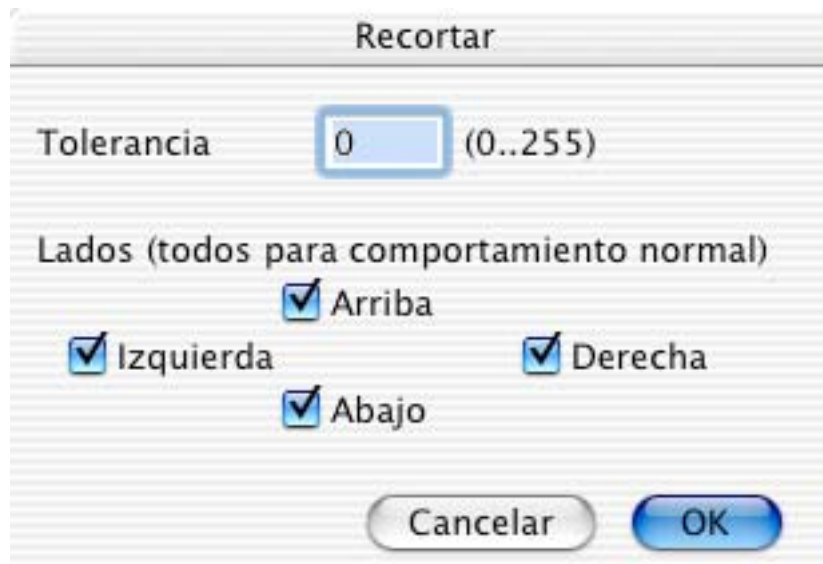 Recortar
Tolerancia 0 (0..255)
Lados (todos para comportamiento normal)
Arriba
Izquierda Derecha
Abajo
Cancelar OK